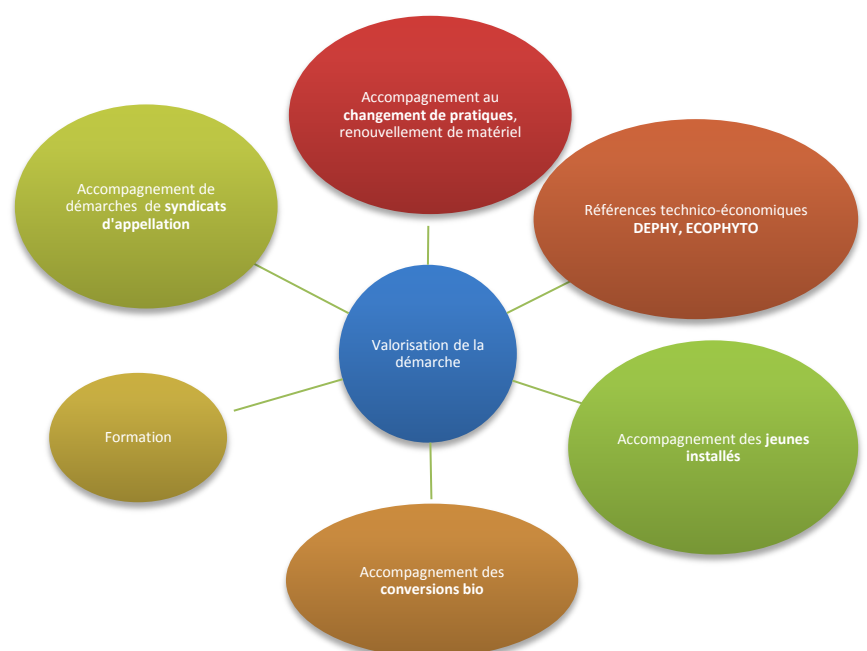 Accompagnement au
changement de pratiques,
renouvellement de matériel
Accompagnement de
démarches de syndicats
d'appellation
Références technico-économiques
DEPHY, ECOPHYTO
Valorisation de la
démarche
Formation
Accompagnement des jeunes
installés
Accompagnement des
conversions bio